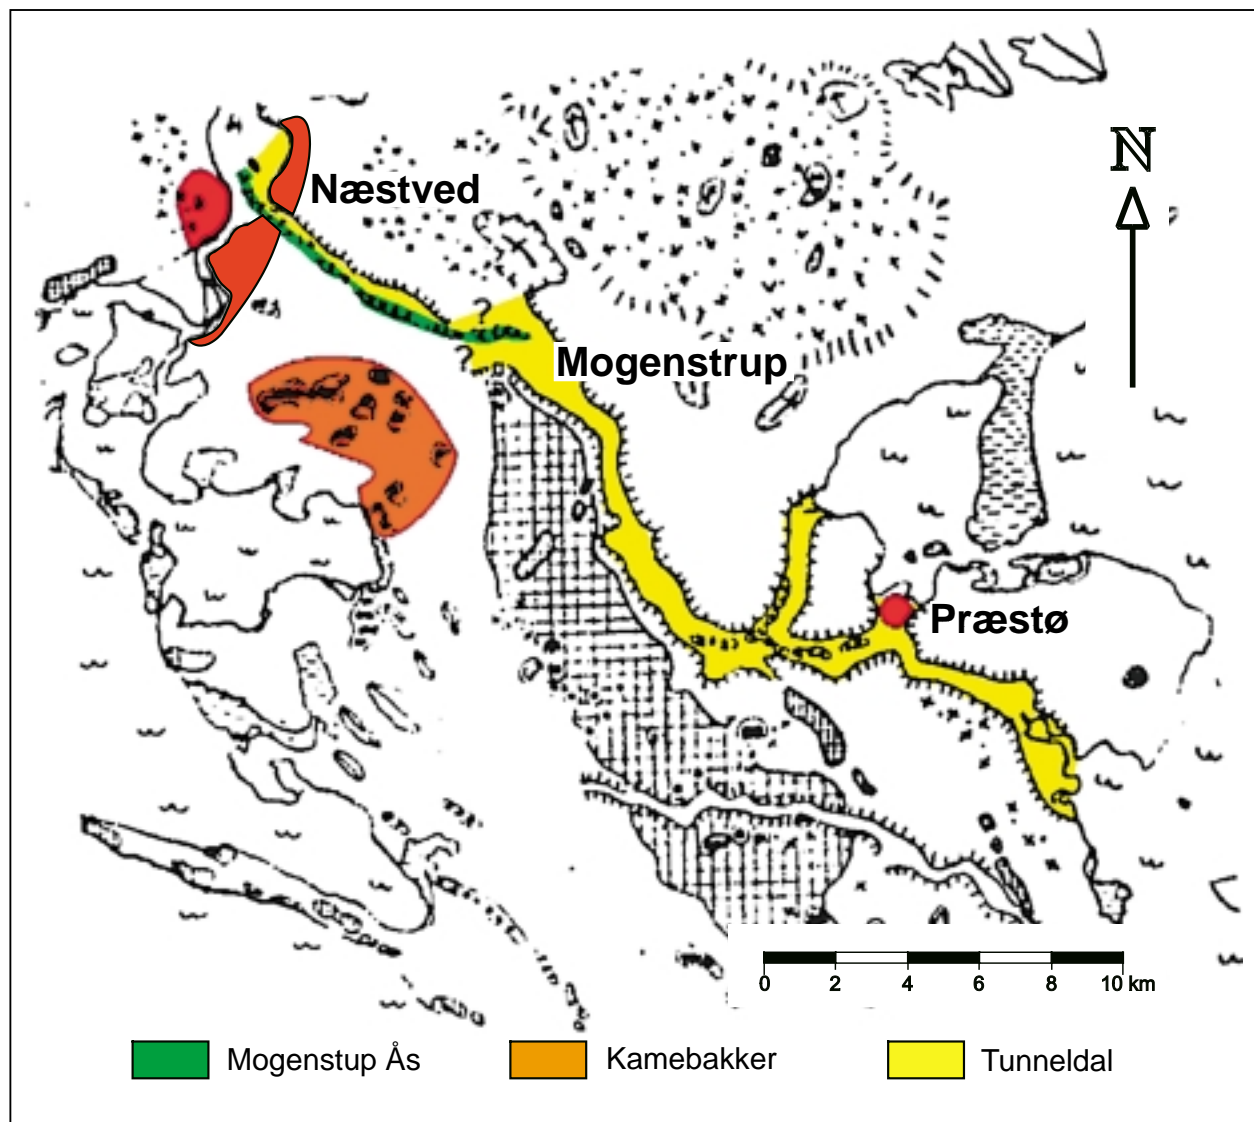 N
Næstved
?
?
Mogenstrup
Præstø
0 2 4 6 8 10 km
Mogenstup Ås
Kamebakker
Tunneldal